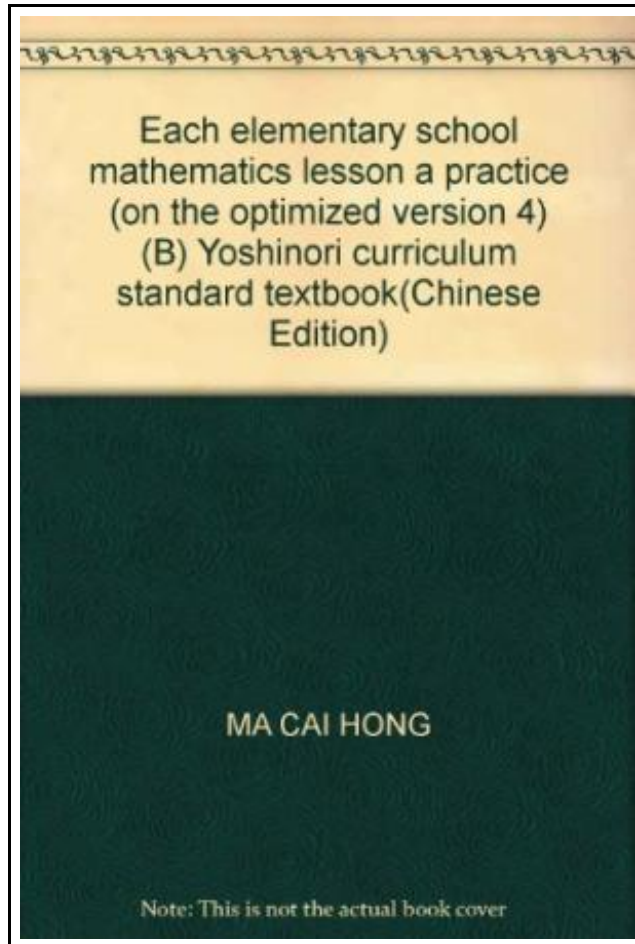 Each elementary school
mathematics lesson a practice
(on the optimized version 4)
(B) Yoshinori curriculum
standard textbook(Chinese
Edition)
MA CAI HONG
Note: This is not the actual book cover